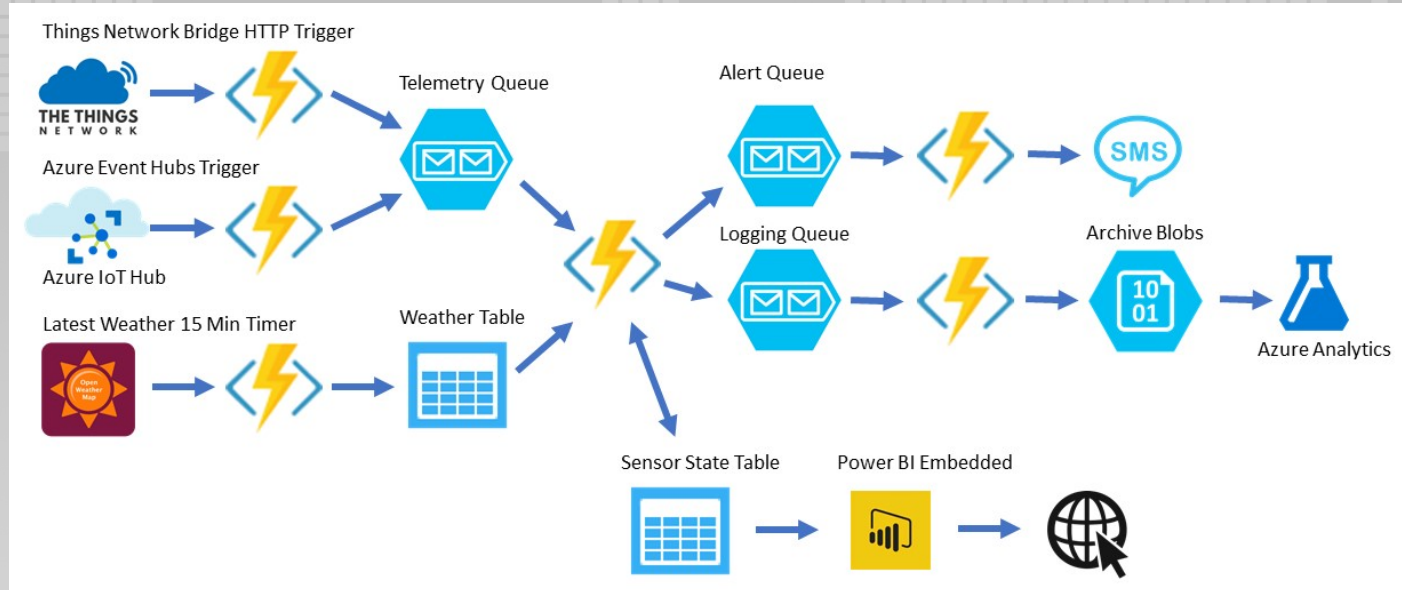 Things Network Bridge HTTP Trigger
THE THINGS
NETWORK
Telemetry Queue
Alert Queue
SMS
Azure Event Hubs Trigger
Azure IoT Hub
Logging Queue
Archive Blobs
10
01
Azure Analytics
Latest Weather 15 Min Timer
Open
Weather
Map
Weather Table
Sensor State Table
Power BI Embedded